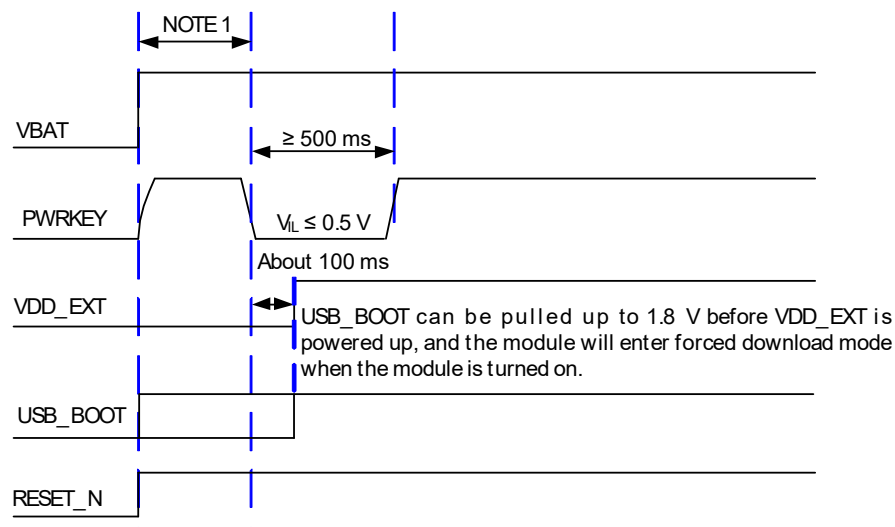 NOTE 1
VBAT
≥ 500 ms
PWRKEY
VIL ≤ 0.5 V
About 100 ms
VDD_EXT
USB_BOOT can be pulled up to 1.8 V before VDD_EXT is
powered up, and the module will enter forced download mode
when the module is turned on.
USB_BOOT
RESET_N